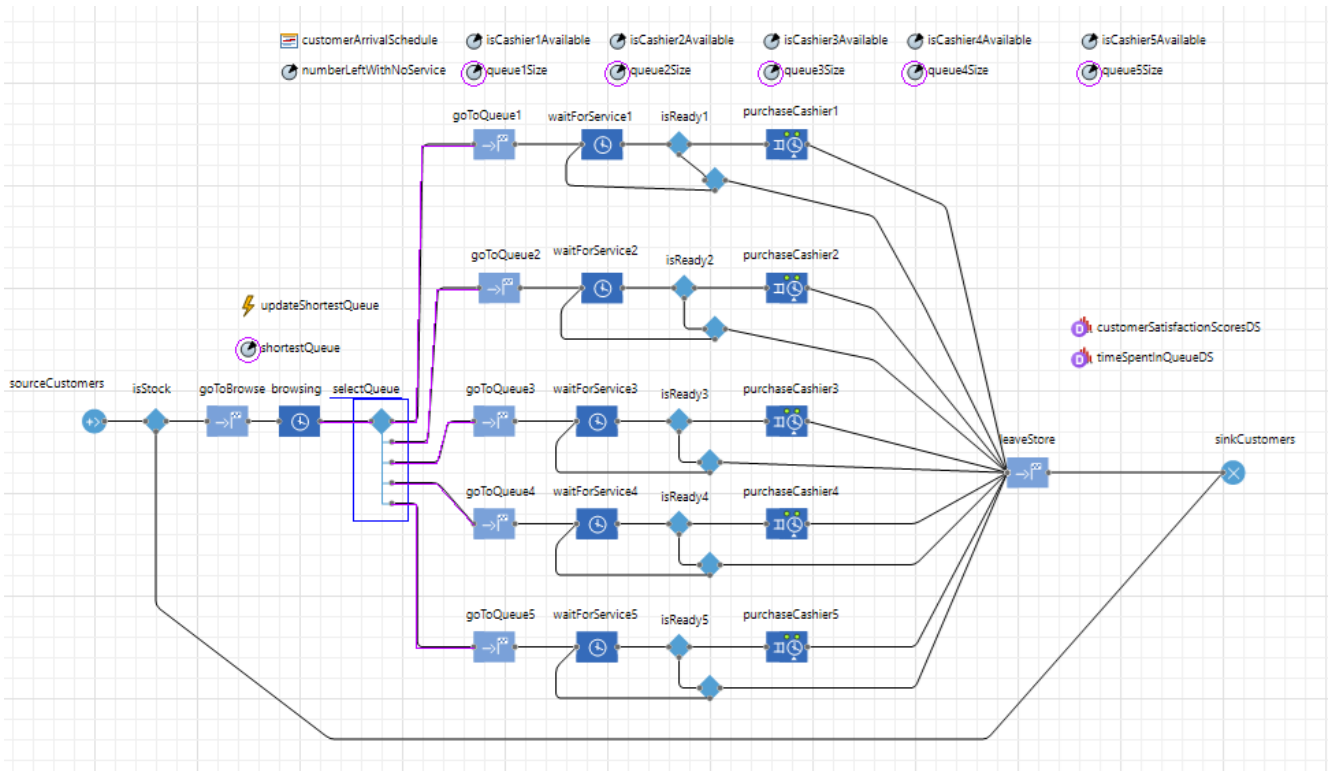 customerArrivalSchedule isCashier1Available isCashier2Available isCashier3Available isCashier4Available isCashier5Available
numberLeftWithNoService queue1Size queue2Size queue3Size queue4Size queue5Size
goToQueue1 waitForService1 isReady1 purchaseCashier1
goToQueue2 waitForService2 isReady2 purchaseCashier2
updateShortestQueue
customerSatisfactionScoresDS
shortestQueue
timeSpentInQueueDS
sourceCustomers isStock goToBrowse browsing selectQueue goToQueue3 waitForService3 isReady3 purchaseCashier3
leaveStore sinkCustomers
goToQueue4 waitForService4 isReady4 purchaseCashier4
goToQueue5 waitForService5 isReady5 purchaseCashier5